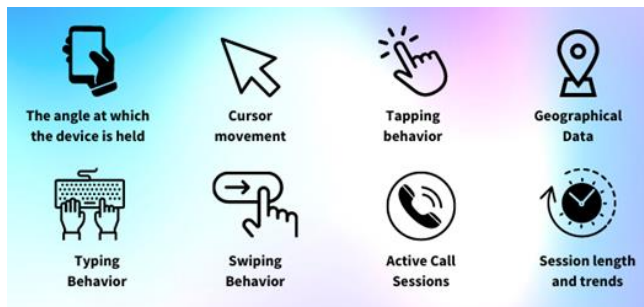 The angle at which
the device is held
Cursor
movement
Tapping
behavior
Geographical
Data
Typing
Behavior
Swiping
Behavior
Active Call
Sessions
Session length
and trends